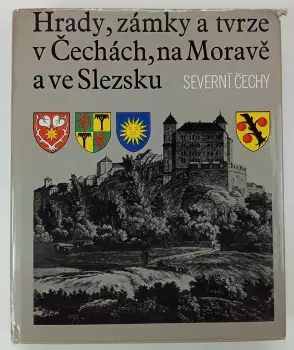 Hrady, zámky a tvrze
v Čechách, na Moravě
a ve Slezsku SEVERNÍ ČECHY